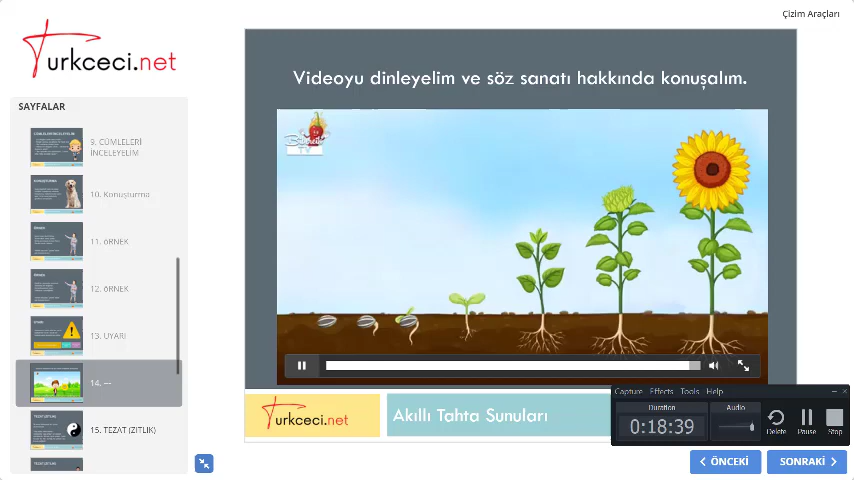 Çizim Araçları
Turkceci.net
SAYFALAR
9. CÜMLELERİ
İNCELEYELİM
10. Konuşturma
11. ÖRNEK
12. ÖRNEK
13. UYARI
14. ---
15. TEZAT (ZITLIK)
Videoyu dinleyelim ve söz sanatı hakkında konuşalım.
TV
Turkceci.net
Akıllı Tahta Sunuları
Capture Effects Tools Help
Duration
Audio
0:18:39
Delete
Pause
Stop
ÖNCEKİ
SONRAKİ